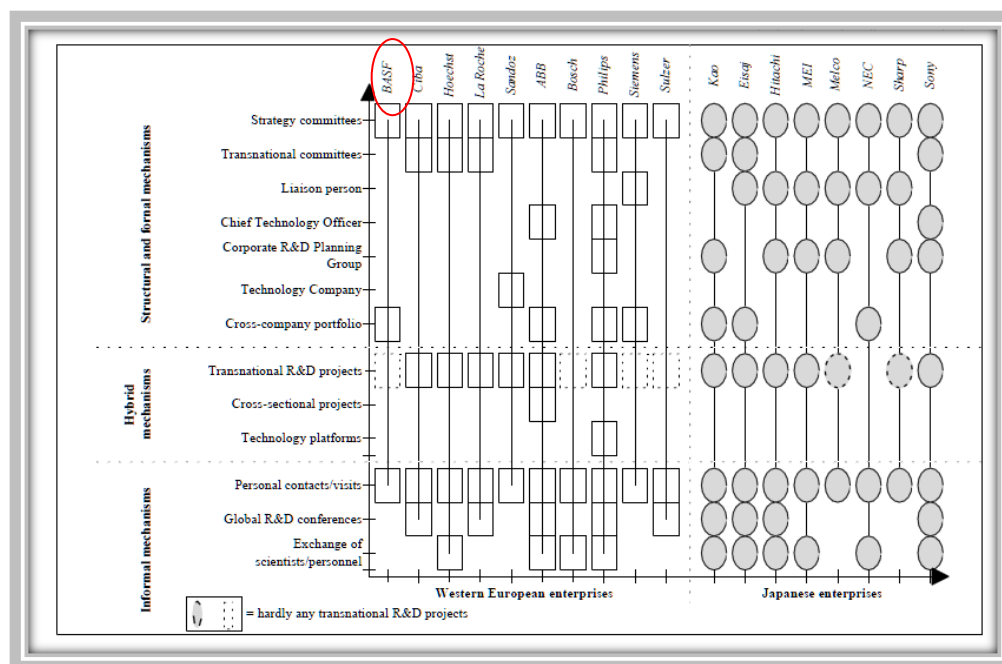 BASF
Ciba
Hoechst
La Roche
Sandoz
ABB
Bosch
Philips
Siemens
Sulzer
Kao
Eisaj
Hitachi
MEI
Melco
NEC
Sharp
Sony
Structural and formal mechanisms
Strategy committees
Transnational committees
Liaison person
Chief Technology Officer
Corporate R&D Planning
Group
Technology Company
Cross-company portfolio
Hybrid
mechanisms
Transnational R&D projects
Cross-sectional projects
Technology platforms
Informal mechanisms
Personal contacts/visits
Global R&D conferences
Exchange of
scientists/personnel
Western European enterprises
Japanese enterprises
= hardly any transnational R&D projects